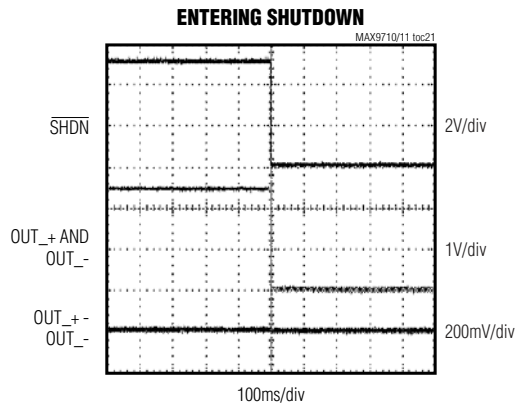 ENTERING SHUTDOWN
MAX9710/11 toc21
SHDN
2V/div
OUT_+ AND
OUT_-
1V/div
OUT_+ -
OUT_-
200mV/div
100ms/div